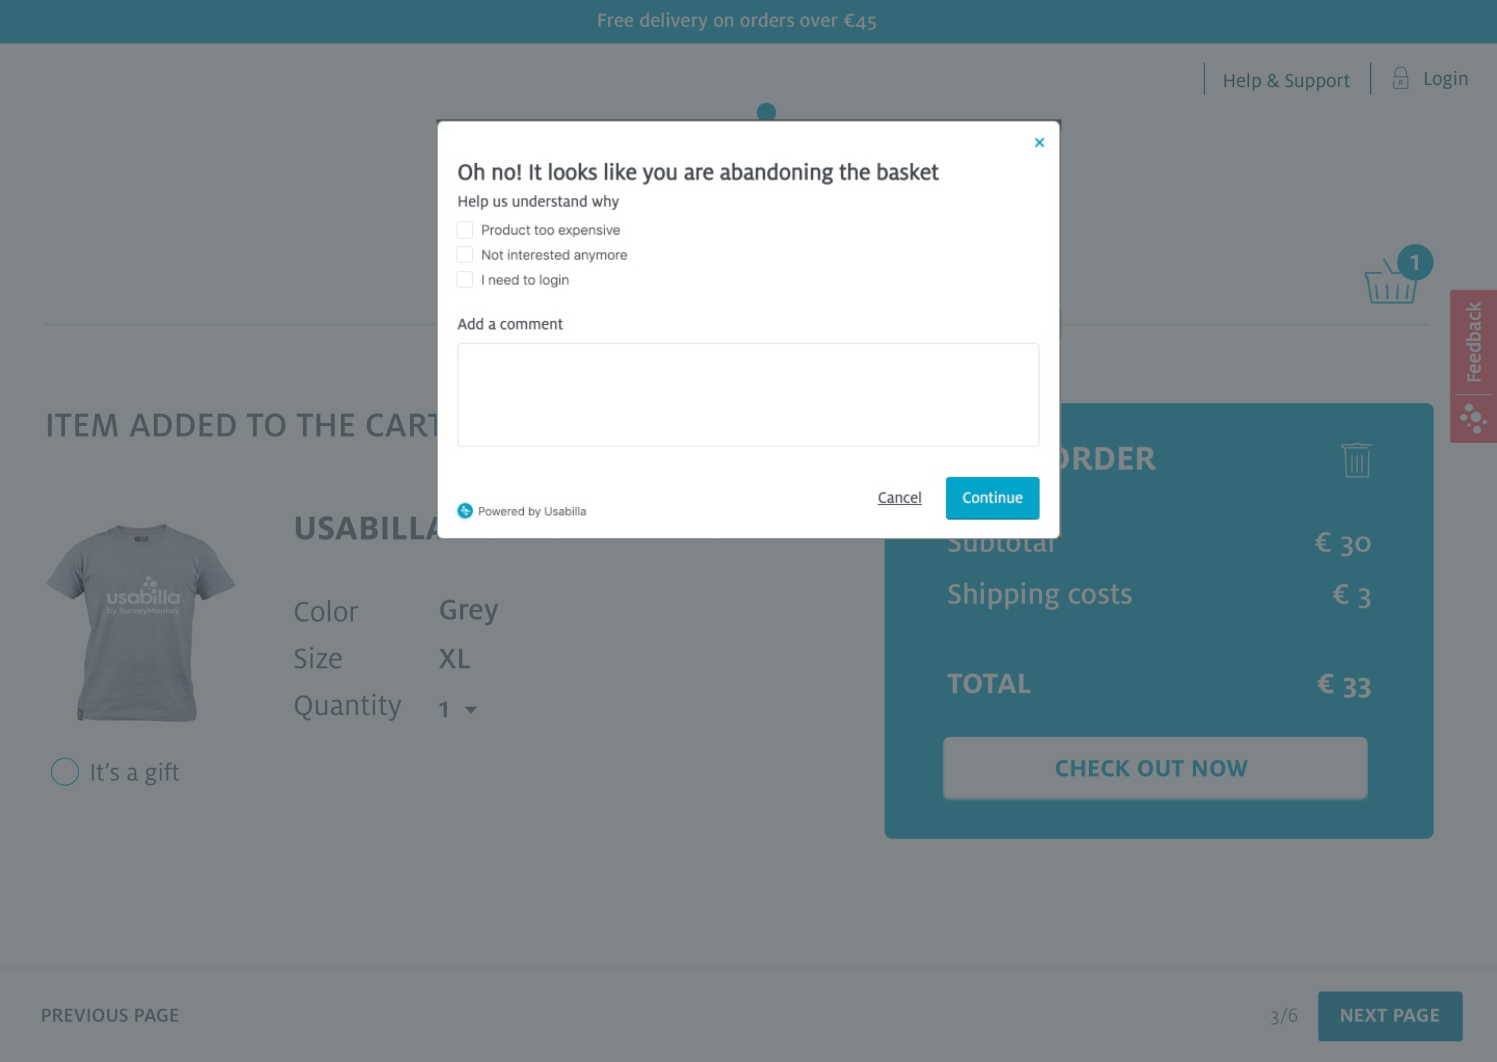 Free delivery on orders over €45
Help & Support
Login
Oh no! It looks like you are abandoning the basket
Help us understand why
Product too expensive
Not interested anymore
I need to login
Add a comment
Cancel
Continue
Powered by Usabilla
1
Feedback
ITEM ADDED TO THE CART
ORDER
USABILLA
usabilla
by SurveyMonkey
Color Grey
Size XL
Quantity 1
It's a gift
Subtotal € 30
Shipping costs € 3
TOTAL € 33
CHECK OUT NOW
PREVIOUS PAGE
3/6
NEXT PAGE